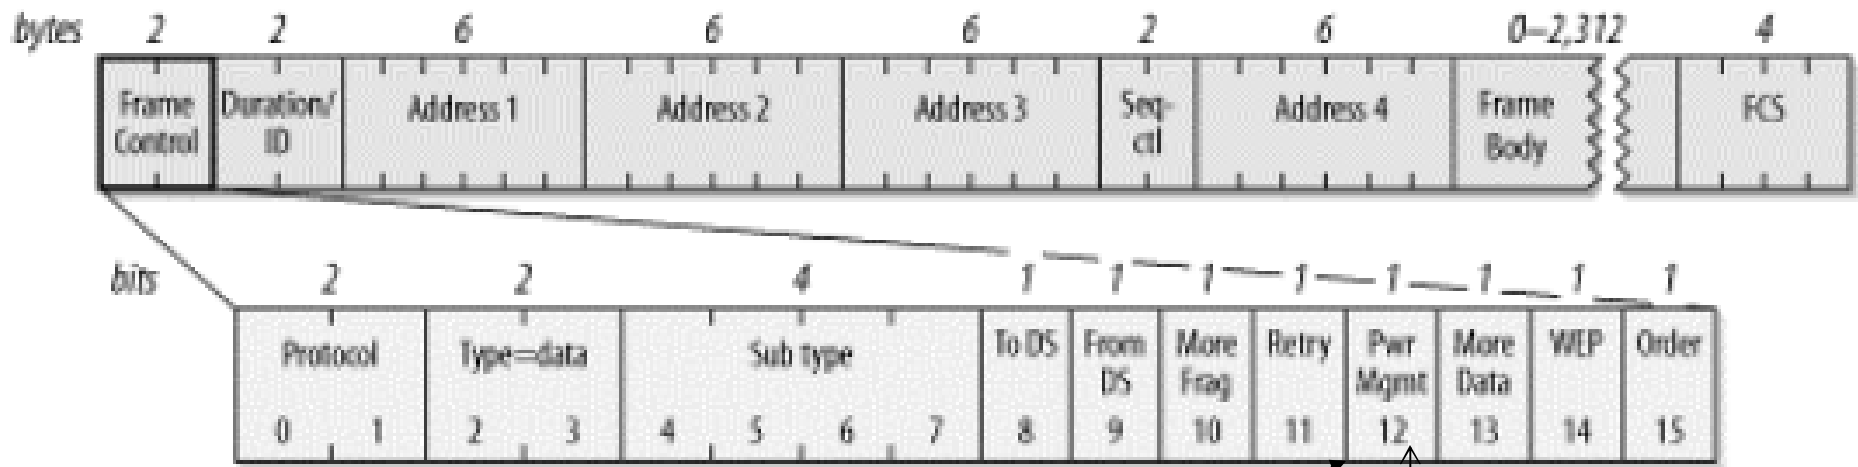 bytes 2 2 6 6 6 2 6 0–2,312 4
Frame Control Duration/ ID Address 1 Address 2 Address 3 Seq- ctl Address 4 Frame Body FCS
bits 2 2 4 1 1 1 1 1 1 1 1
Protocol Type=data Sub type To DS From DS More Frag Retry Pwr Mgmt More Data WEP Order
0 1 2 3 4 5 6 7 8 9 10 11 12 13 14 15